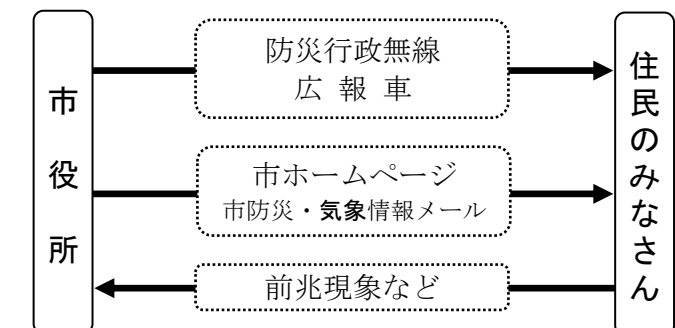 市役所
防災行政無線
広 報 車
市ホームページ
市防災・気象情報メール
前兆現象など
住民のみなさん